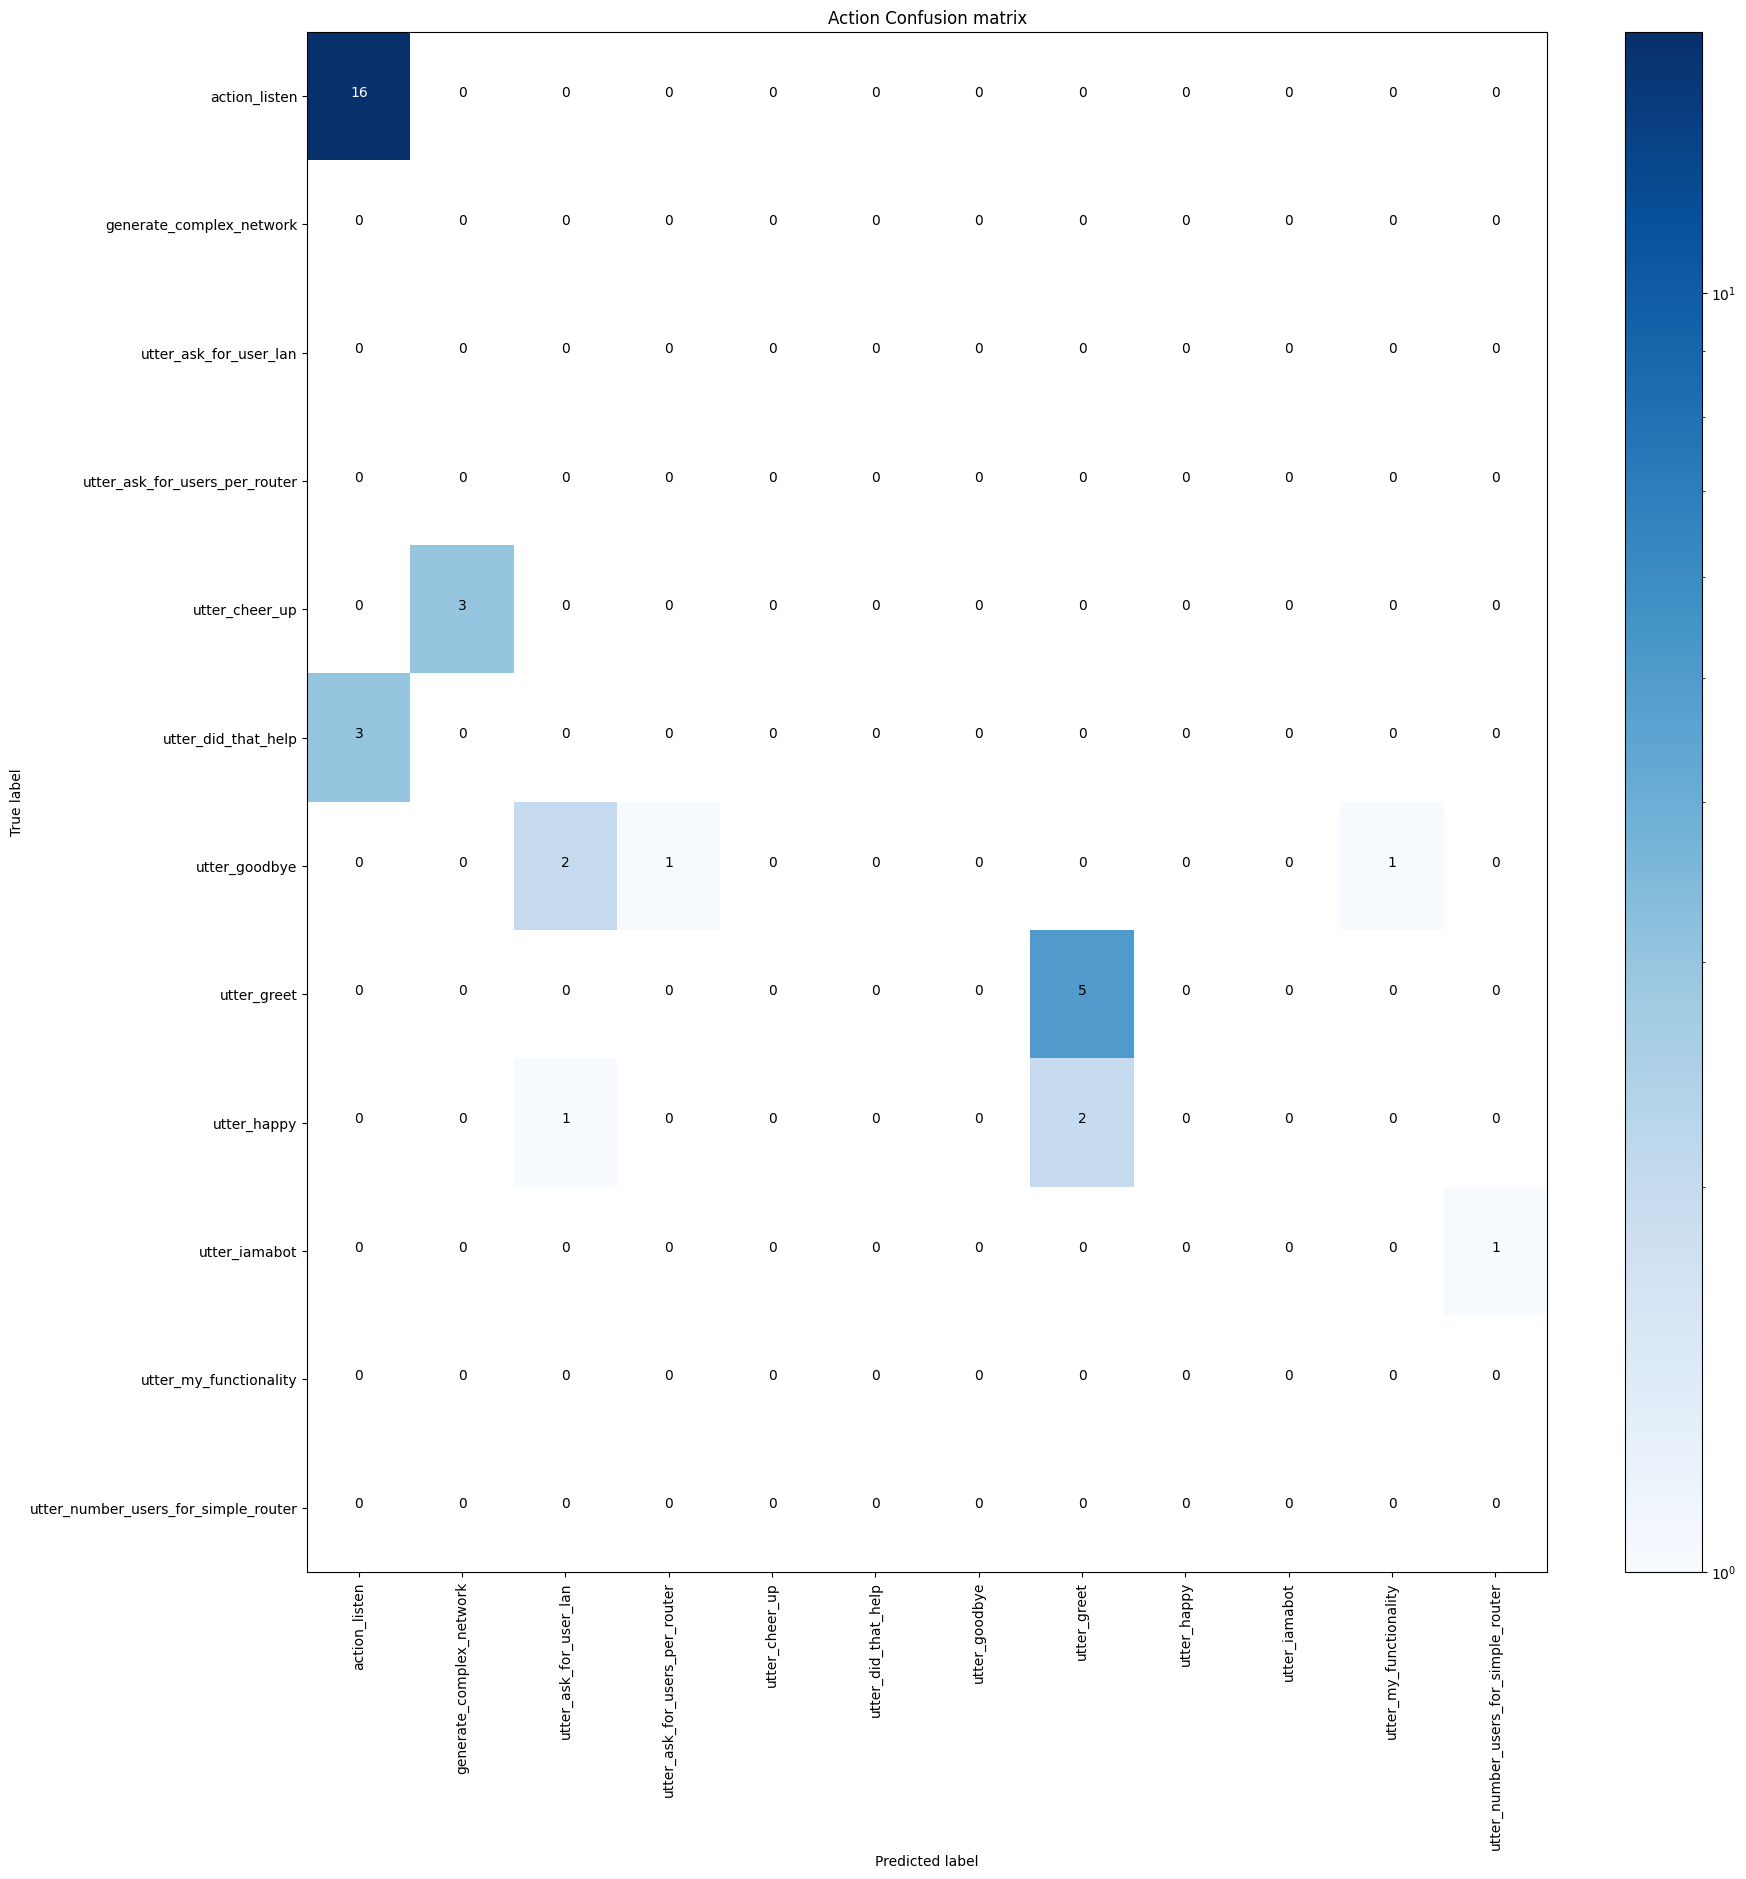 Action Confusion matrix
True label
action_listen 16 0 0 0 0 0 0 0 0 0 0 0
generate_complex_network 0 0 0 0 0 0 0 0 0 0 0 0
utter_ask_for_user_lan 0 0 0 0 0 0 0 0 0 0 0 0
utter_ask_for_users_per_router 0 0 0 0 0 0 0 0 0 0 0 0
utter_cheer_up 0 3 0 0 0 0 0 0 0 0 0 0
utter_did_that_help 3 0 0 0 0 0 0 0 0 0 0 0
utter_goodbye 0 0 2 1 0 0 0 0 0 0 1 0
utter_greet 0 0 0 0 0 0 0 5 0 0 0 0
utter_happy 0 0 1 0 0 0 0 2 0 0 0 0
utter_iamabot 0 0 0 0 0 0 0 0 0 0 0 1
utter_my_functionality 0 0 0 0 0 0 0 0 0 0 0 0
utter_number_users_for_simple_router 0 0 0 0 0 0 0 0 0 0 0 0
action_listen
generate_complex_network
utter_ask_for_user_lan
utter_ask_for_users_per_router
utter_cheer_up
utter_did_that_help
utter_goodbye
utter_greet
utter_happy
utter_iamabot
utter_my_functionality
utter_number_users_for_simple_router
Predicted label
10¹
10⁰